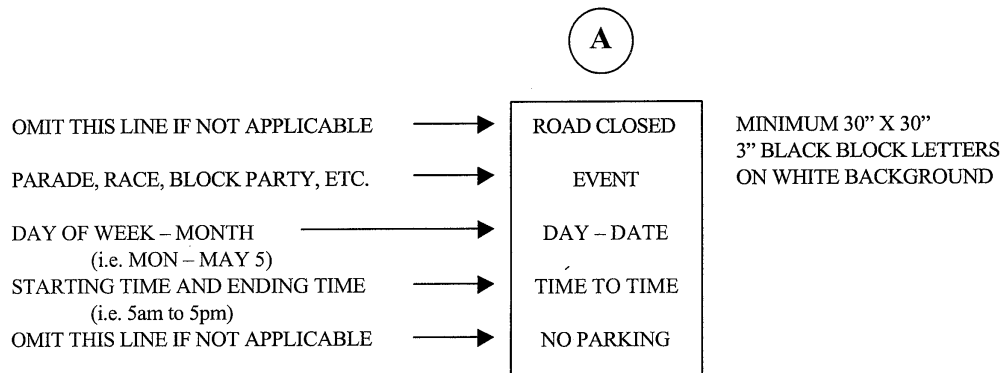 A
OMIT THIS LINE IF NOT APPLICABLE ROAD CLOSED MINIMUM 30” X 30”
3” BLACK BLOCK LETTERS
PARADE, RACE, BLOCK PARTY, ETC. EVENT ON WHITE BACKGROUND
DAY OF WEEK – MONTH DAY – DATE
(i.e. MON – MAY 5)
STARTING TIME AND ENDING TIME TIME TO TIME
(i.e. 5am to 5pm)
OMIT THIS LINE IF NOT APPLICABLE NO PARKING